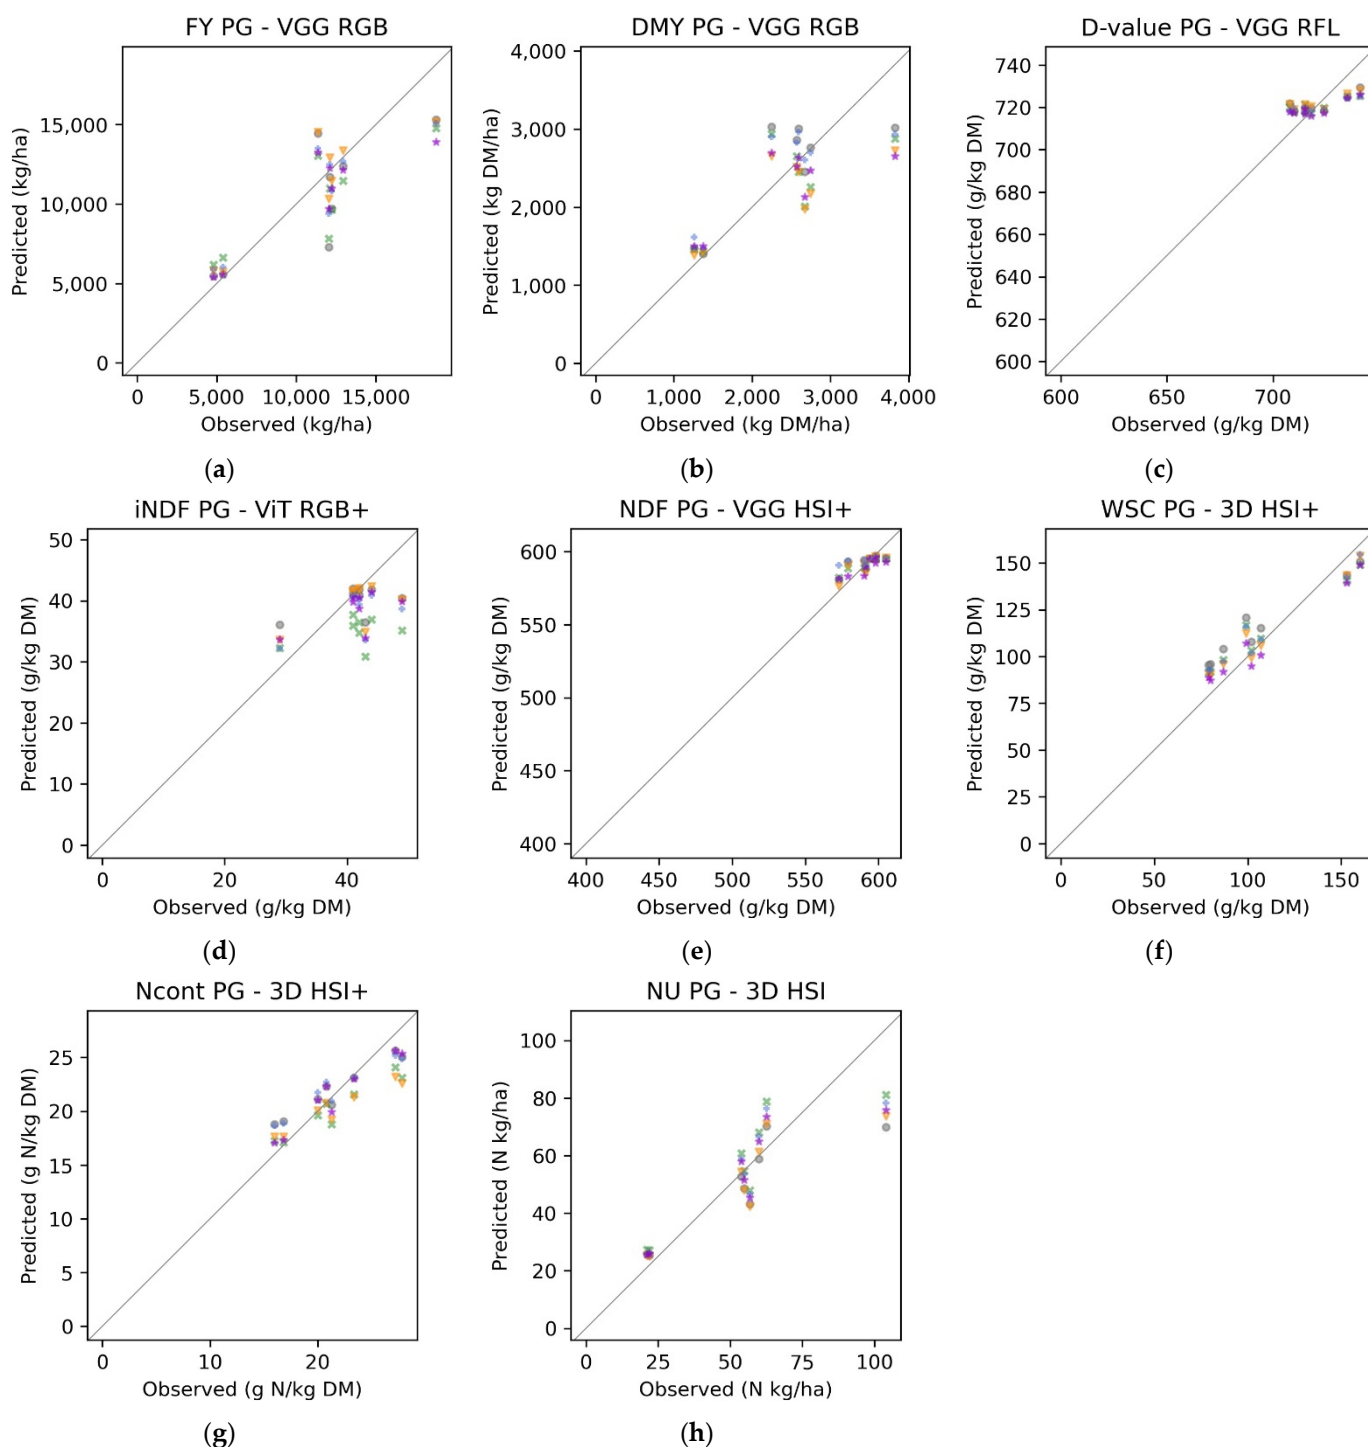 FY PG - VGG RGB
Predicted (kg/ha)
15,000
10,000
5,000
0
0 5,000 10,000 15,000
Observed (kg/ha)
(a)
DMY PG - VGG RGB
Predicted (kg DM/ha)
4,000
3,000
2,000
1,000
0
0 1,000 2,000 3,000 4,000
Observed (kg DM/ha)
(b)
D-value PG - VGG RFL
Predicted (g/kg DM)
740
720
700
680
660
640
620
600
600 650 700
Observed (g/kg DM)
(c)
iNDF PG - ViT RGB+
Predicted (g/kg DM)
50
40
30
20
10
0
0 20 40
Observed (g/kg DM)
(d)
NDF PG - VGG HSI+
Predicted (g/kg DM)
600
550
500
450
400
400 450 500 550 600
Observed (g/kg DM)
(e)
WSC PG - 3D HSI+
Predicted (g/kg DM)
150
125
100
75
50
25
0
0 50 100 150
Observed (g/kg DM)
(f)
Ncont PG - 3D HSI+
Predicted (g N/kg DM)
25
20
15
10
5
0
0 10 20
Observed (g N/kg DM)
(g)
NU PG - 3D HSI
Predicted (N kg/ha)
100
80
60
40
20
0
0 25 50 75 100
Observed (N kg/ha)
(h)